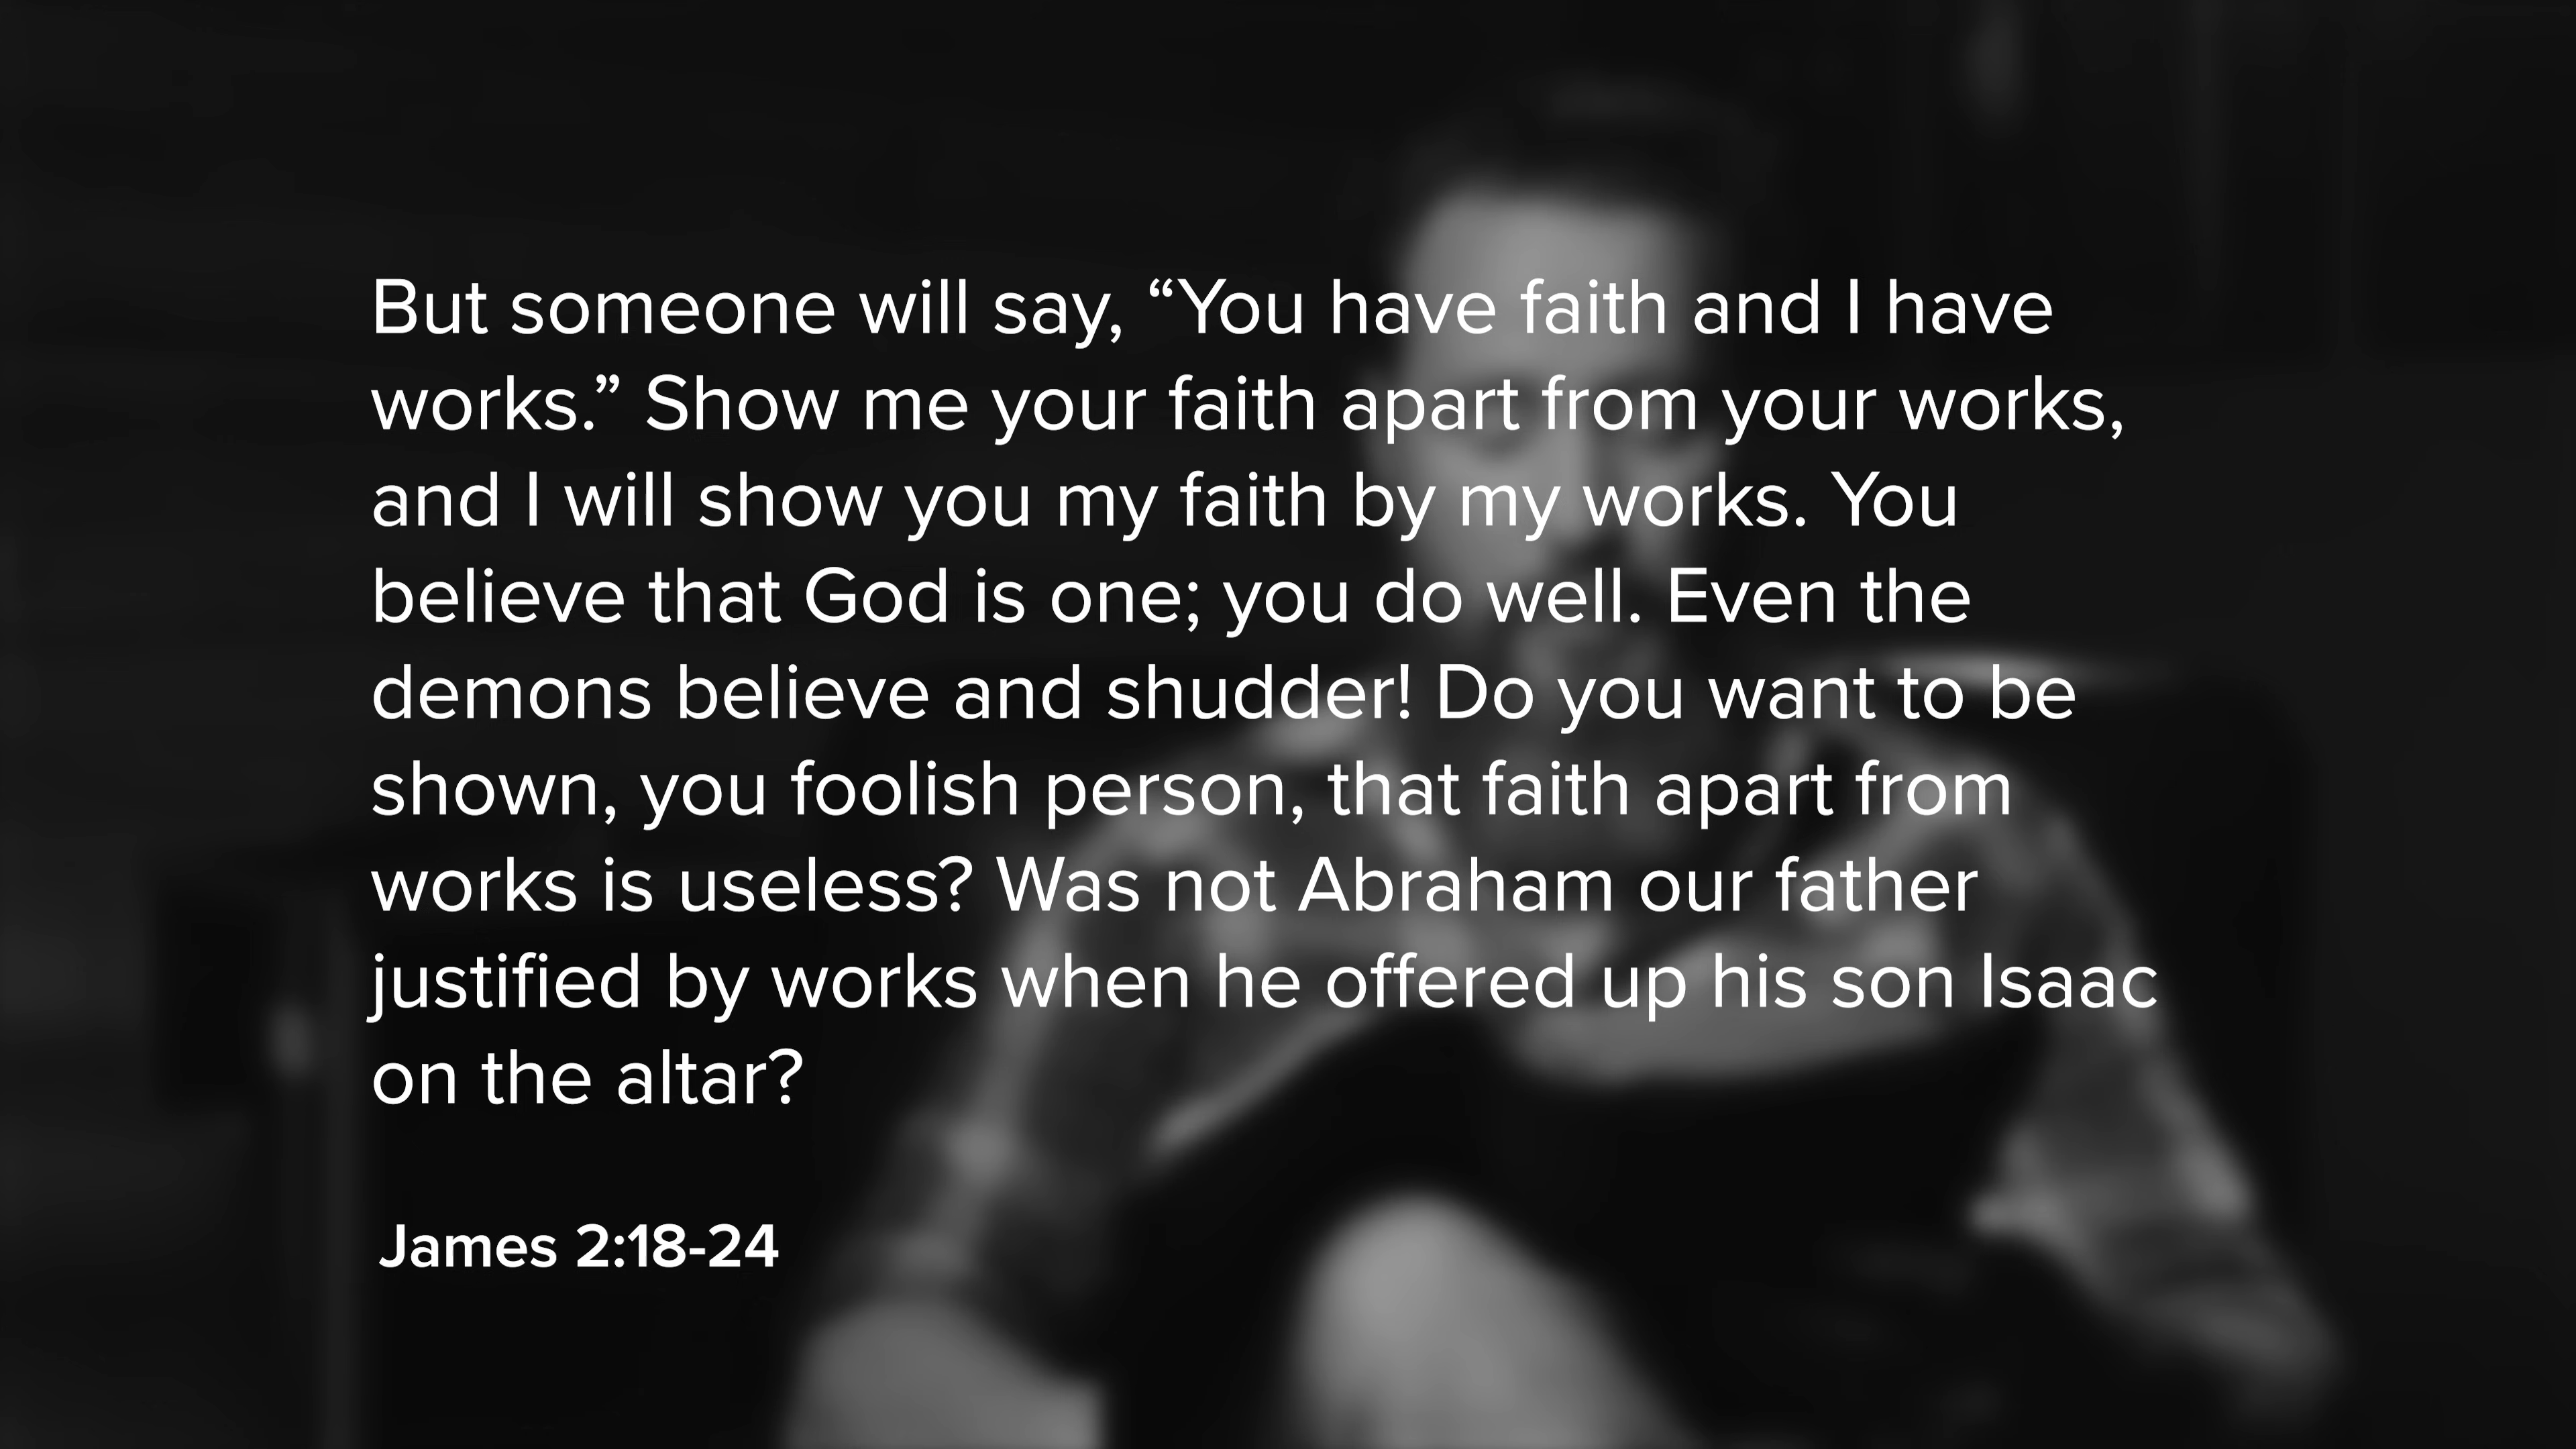 But someone will say, “You have faith and I have
works.” Show me your faith apart from your works,
and I will show you my faith by my works. You
believe that God is one; you do well. Even the
demons believe and shudder! Do you want to be
shown, you foolish person, that faith apart from
works is useless? Was not Abraham our father
justified by works when he offered up his son Isaac
on the altar?
James 2:18-24